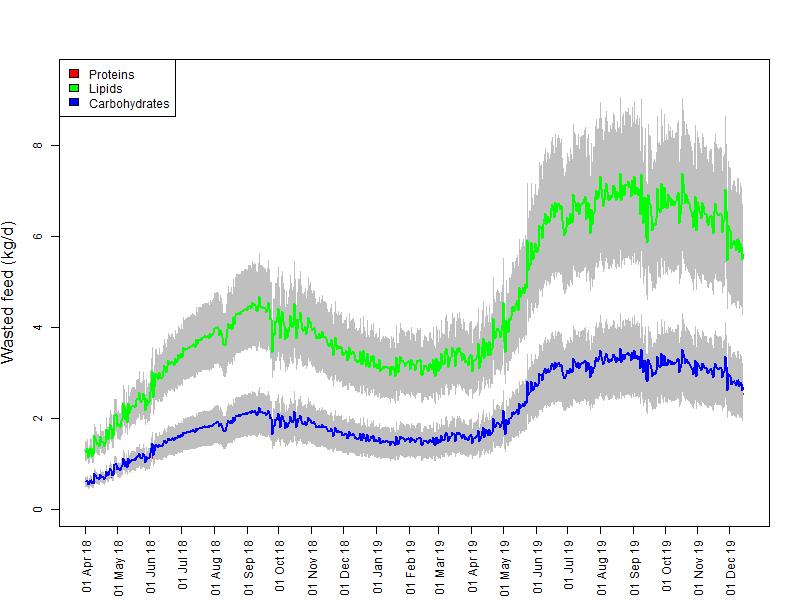 Proteins
Lipids
Carbohydrates
Wasted feed (kg/d)
8
6
4
2
0
01 Apr 18
01 May 18
01 Jun 18
01 Jul 18
01 Aug 18
01 Sep 18
01 Oct 18
01 Nov 18
01 Dec 18
01 Jan 19
01 Feb 19
01 Mar 19
01 Apr 19
01 May 19
01 Jun 19
01 Jul 19
01 Aug 19
01 Sep 19
01 Oct 19
01 Nov 19
01 Dec 19